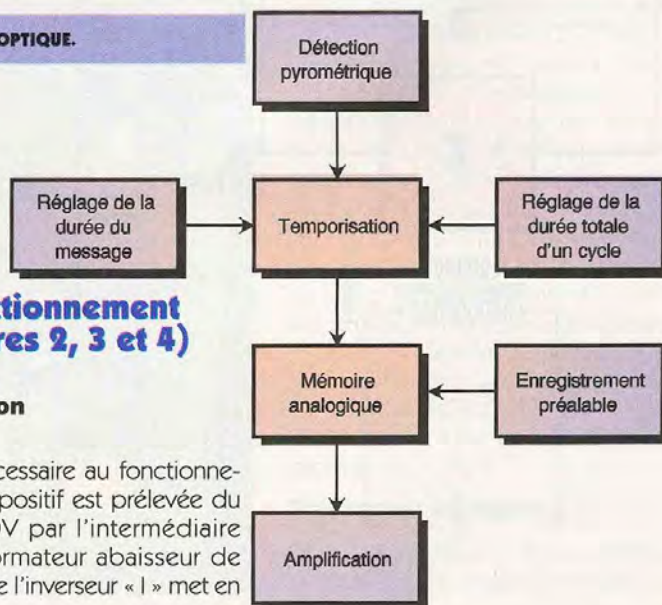 OPTIQUE.
Détection
pyrométrique
Réglage de la
durée du
message
Temporisation
Réglage de la
durée totale
d'un cycle
ctionnement
res 2, 3 et 4)
Mémoire
analogique
Enregistrement
préalable
on
cessaire au fonctionne-
positif est prélevée du
0V par l'intermédiaire
ormateur abaisseur de
e l'inverseur « I » met en
Amplification